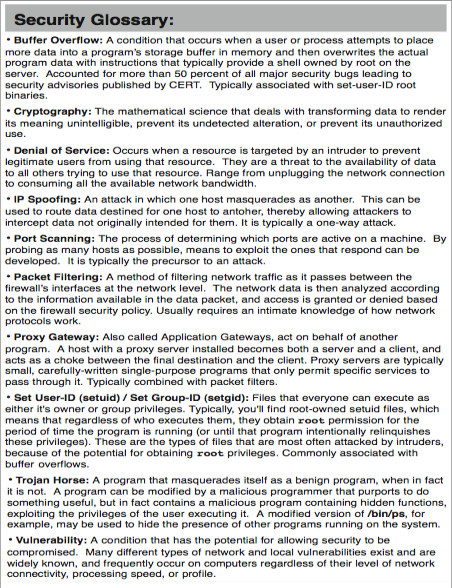 Security Glossary:
• Buffer Overflow: A condition that occurs when a user or process attempts to place
more data into a program's storage buffer in memory and then overwrites the actual
program data with instructions that typically provide a shell owned by root on the
server. Accounted for more than 50 percent of all major security bugs leading to
security advisories published by CERT. Typically associated with set-user-ID root
binaries.
• Cryptography: The mathematical science that deals with transforming data to render
its meaning unintelligible, prevent its undetected alteration, or prevent its unauthorized
use.
• Denial of Service: Occurs when a resource is targeted by an intruder to prevent
legitimate users from using that resource. They are a threat to the availability of data
to all others trying to use that resource. Range from unplugging the network connection
to consuming all the available network bandwidth.
• IP Spoofing: An attack in which one host masquerades as another. This can be
used to route data destined for one host to antoher, thereby allowing attackers to
intercept data not originally intended for them. It is typically a one-way attack.
• Port Scanning: The process of determining which ports are active on a machine. By
probing as many hosts as possible, means to exploit the ones that respond can be
developed. It is typically the precursor to an attack.
• Packet Filtering: A method of filtering network traffic as it passes between the
firewall's interfaces at the network level. The network data is then analyzed according
to the information available in the data packet, and access is granted or denied based
on the firewall security policy. Usually requires an intimate knowledge of how network
protocols work.
• Proxy Gateway: Also called Application Gateways, act on behalf of another
program. A host with a proxy server installed becomes both a server and a client, and
acts as a choke between the final destination and the client. Proxy servers are typically
small, carefully-written single-purpose programs that only permit specific services to
pass through it. Typically combined with packet filters.
• Set User-ID (setuid) / Set Group-ID (setgid): Files that everyone can execute as
either it's owner or group privileges. Typically, you'll find root-owned setuid files, which
means that regardless of who executes them, they obtain root permission for the
period of time the program is running (or until that program intentionally relinquishes
these privileges). These are the types of files that are most often attacked by intruders,
because of the potential for obtaining root privileges. Commonly associated with
buffer overflows.
• Trojan Horse: A program that masquerades itself as a benign program, when in fact
it is not. A program can be modified by a malicious programmer that purports to do
something useful, but in fact contains a malicious program containing hidden functions,
exploiting the privileges of the user executing it. A modified version of /bin/ps, for
example, may be used to hide the presence of other programs running on the system.
• Vulnerability: A condition that has the potential for allowing security to be
compromised. Many different types of network and local vulnerabilities exist and are
widely known, and frequently occur on computers regardless of their level of network
connectivity, processing speed, or profile.